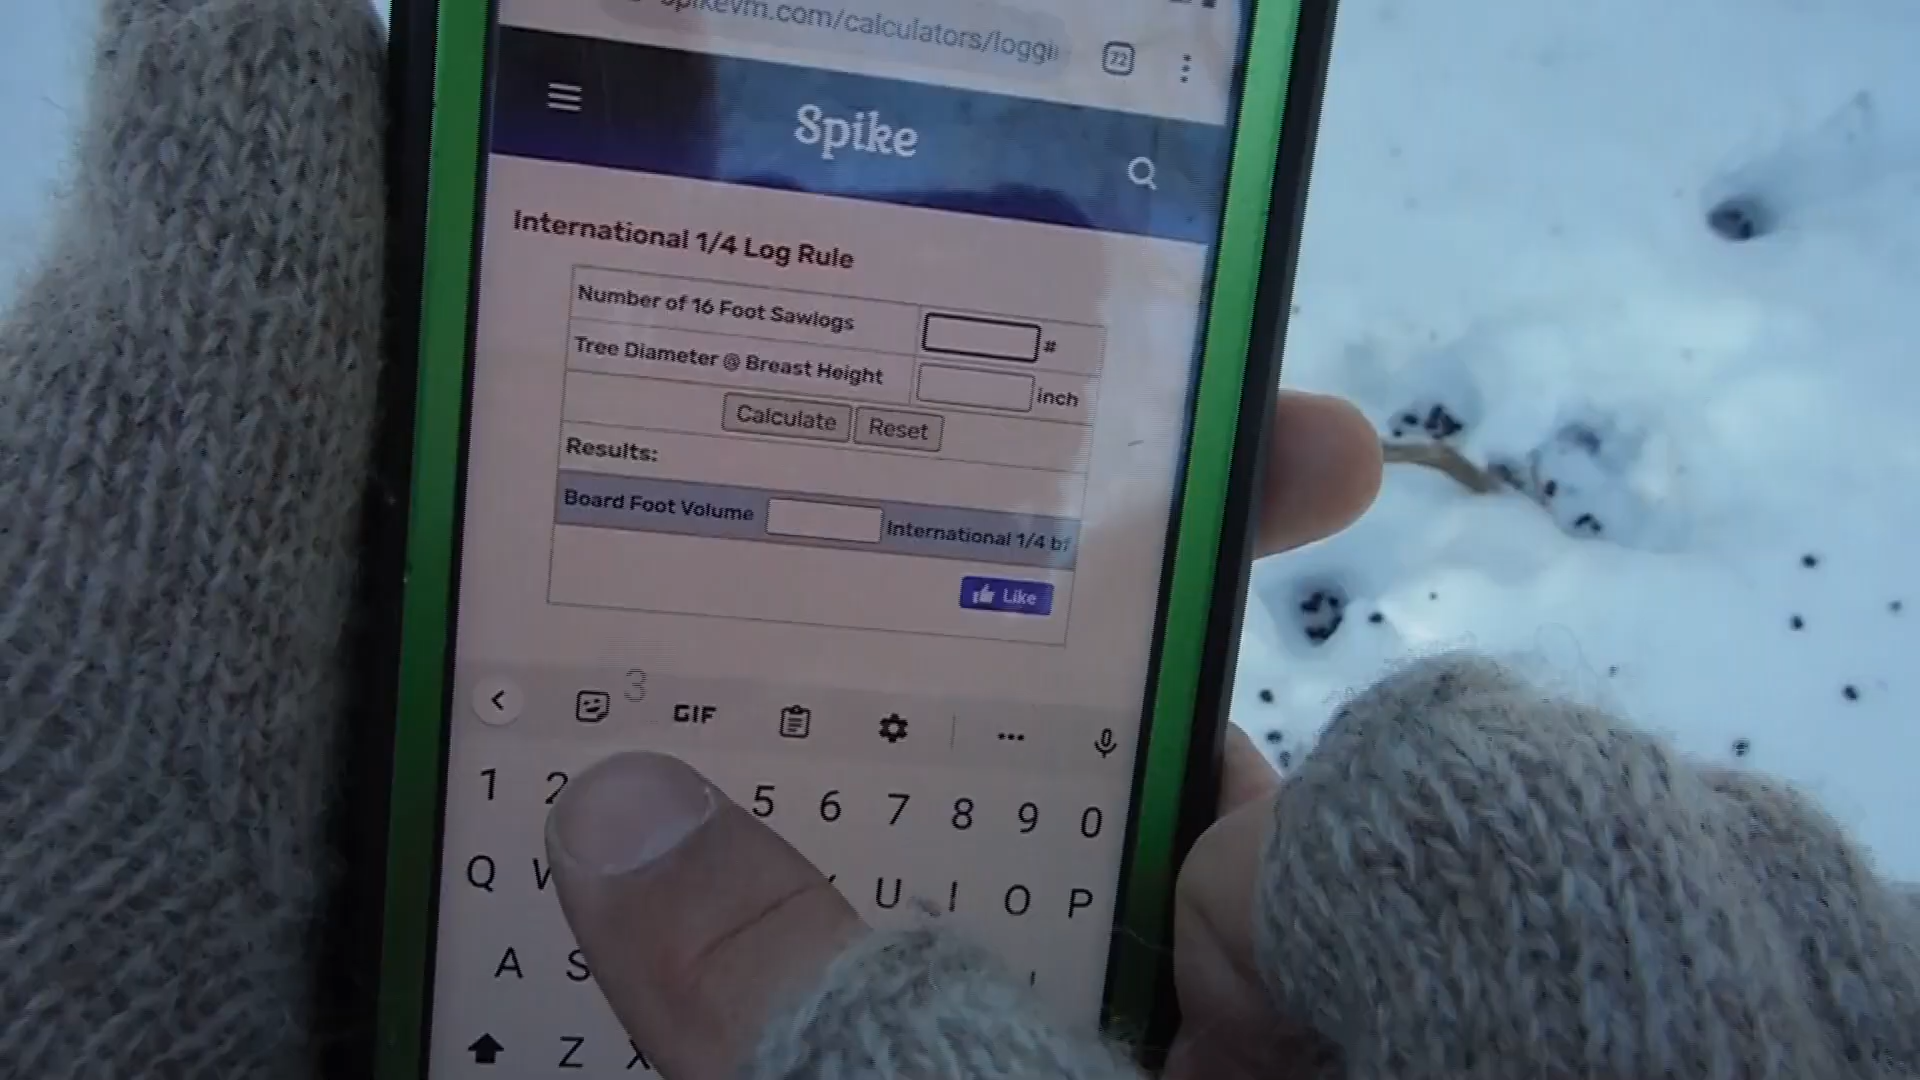 spikevm.com/calculators/loggi
72
Spike
International 1/4 Log Rule
Number of 16 Foot Sawlogs #
Tree Diameter @ Breast Height inch
Calculate Reset
Results:
Board Foot Volume International 1/4 bf
Like
3
GIF
1 2 5 6 7 8 9 0
Q W U I O P
A S
Z X